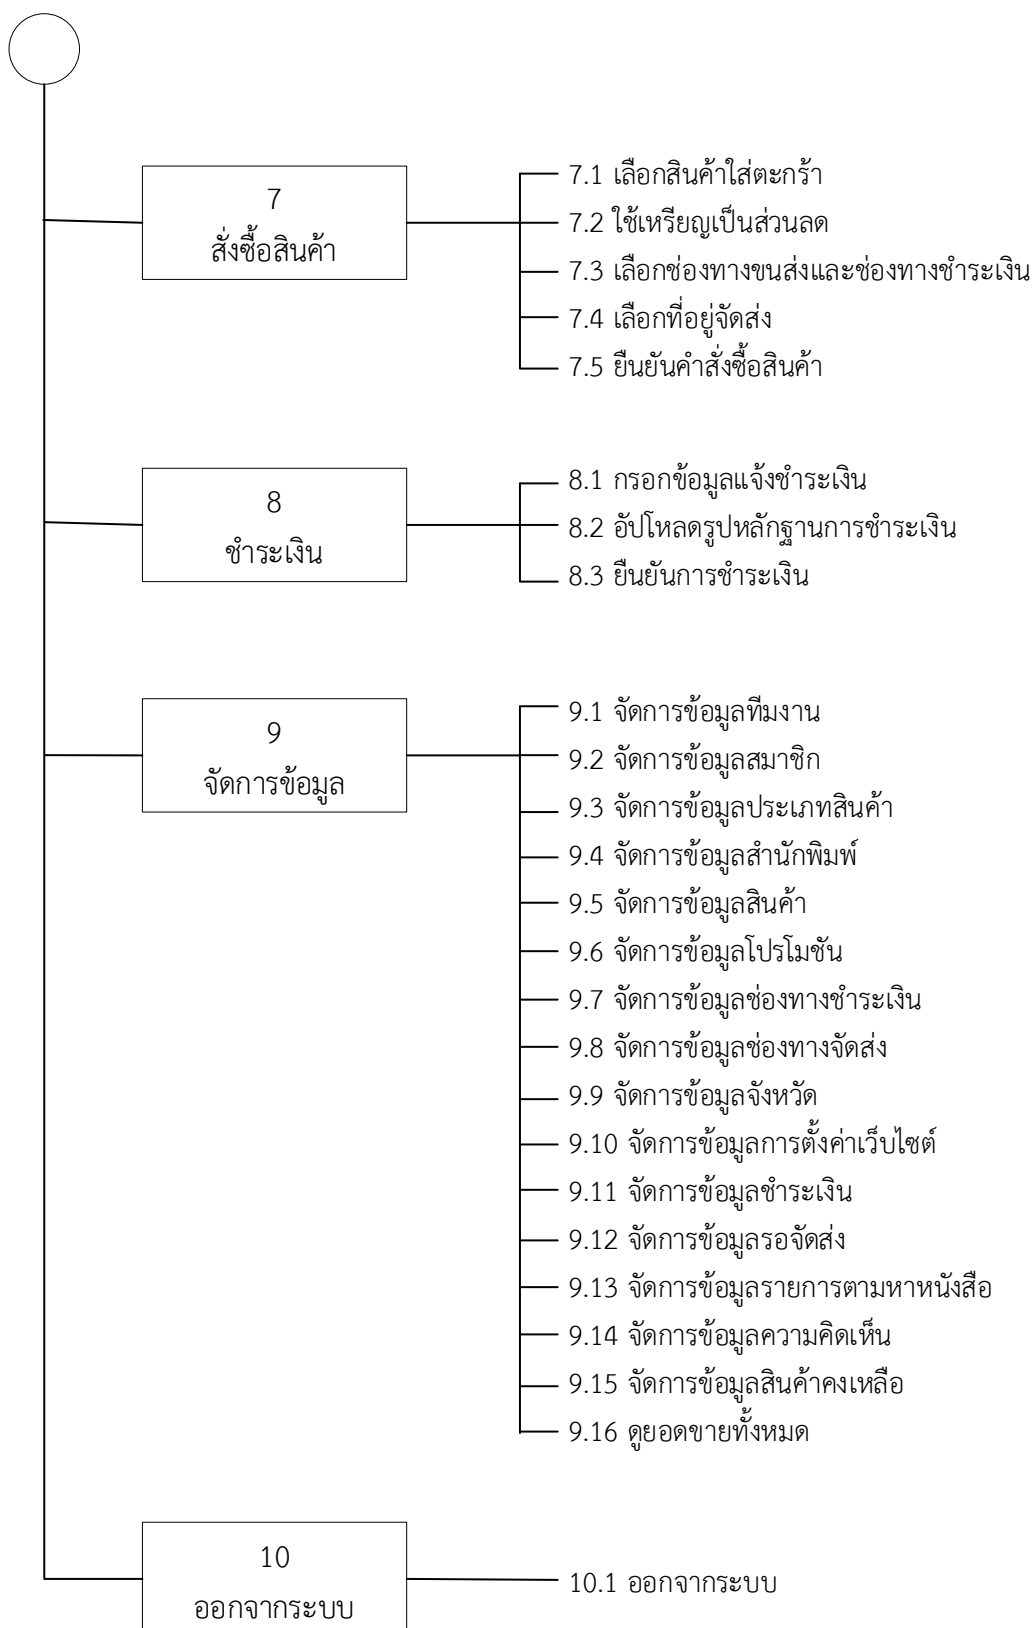 7
สั่งซื้อสินค้า
7.1 เลือกสินค้าใส่ตะกร้า
7.2 ใช้เหรียญเป็นส่วนลด
7.3 เลือกช่องทางขนส่งและช่องทางชำระเงิน
7.4 เลือกที่อยู่จัดส่ง
7.5 ยืนยันคำสั่งซื้อสินค้า
8
ชำระเงิน
8.1 กรอกข้อมูลแจ้งชำระเงิน
8.2 อัปโหลดรูปหลักฐานการชำระเงิน
8.3 ยืนยันการชำระเงิน
9
จัดการข้อมูล
9.1 จัดการข้อมูลทีมงาน
9.2 จัดการข้อมูลสมาชิก
9.3 จัดการข้อมูลประเภทสินค้า
9.4 จัดการข้อมูลสำนักพิมพ์
9.5 จัดการข้อมูลสินค้า
9.6 จัดการข้อมูลโปรโมชัน
9.7 จัดการข้อมูลช่องทางชำระเงิน
9.8 จัดการข้อมูลช่องทางจัดส่ง
9.9 จัดการข้อมูลจังหวัด
9.10 จัดการข้อมูลการตั้งค่าเว็บไซต์
9.11 จัดการข้อมูลชำระเงิน
9.12 จัดการข้อมูลรอจัดส่ง
9.13 จัดการข้อมูลรายการตามหาหนังสือ
9.14 จัดการข้อมูลความคิดเห็น
9.15 จัดการข้อมูลสินค้าคงเหลือ
9.16 ดูยอดขายทั้งหมด
10
ออกจากระบบ
10.1 ออกจากระบบ